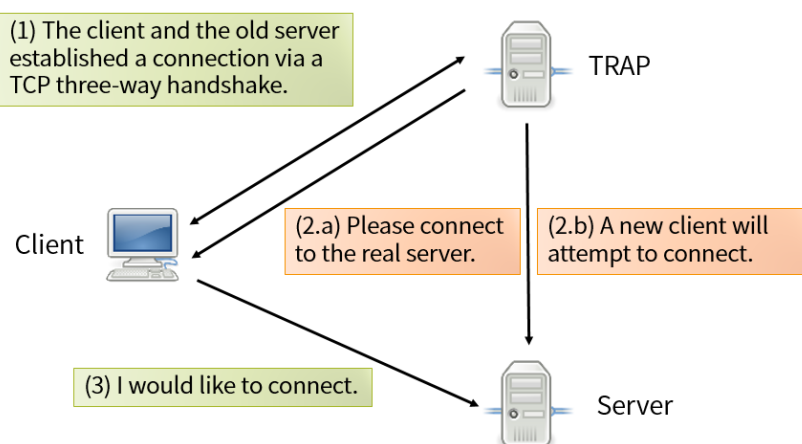 (1) The client and the old server
established a connection via a
TCP three-way handshake.
TRAP
Client
(2.a) Please connect
to the real server.
(2.b) A new client will
attempt to connect.
(3) I would like to connect.
Server